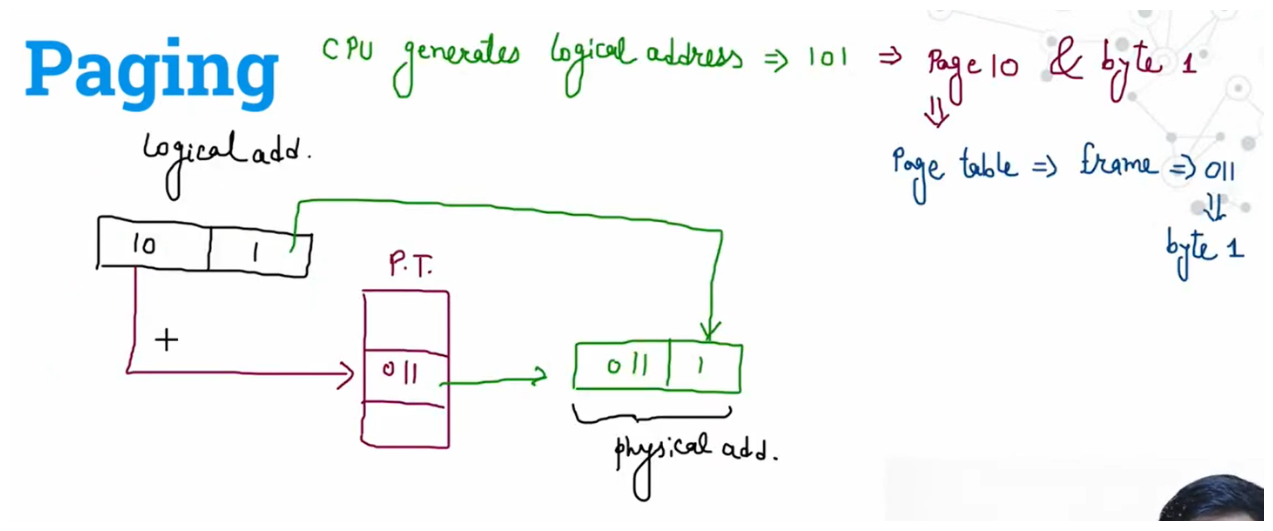 Paging
CPU generates logical address ⇒ 101 ⇒ Page 10 & byte 1
⇓
Page table ⇒ frame ⇒ 011
⇓
byte 1
Logical add.
10 1
P.T.
+
011
011 1
physical add.